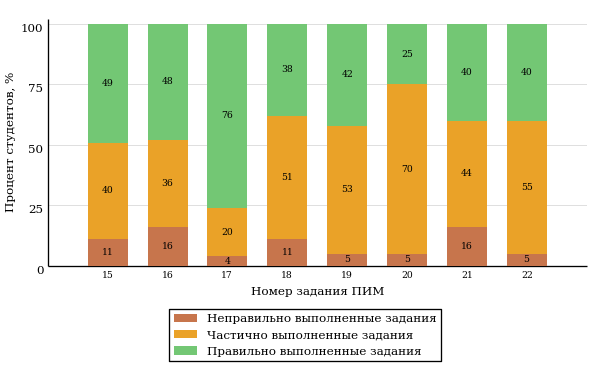 Процент студентов, %
100
75
50
25
0
49 48 76 38 42 25 40 40
40 36 20 51 53 70 44 55
11 16 4 11 5 5 16 5
15 16 17 18 19 20 21 22
Номер задания ПИМ
Неправильно выполненные задания
Частично выполненные задания
Правильно выполненные задания